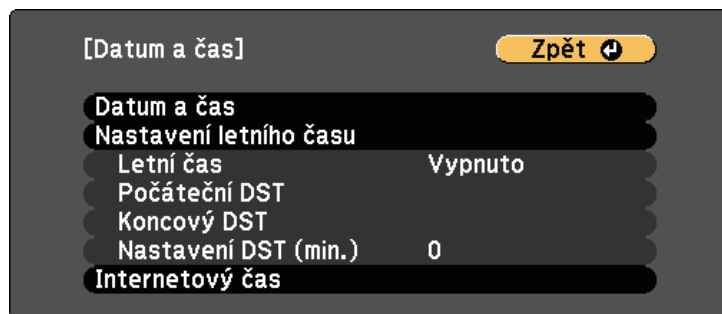 [Datum a čas] Zpět
Datum a čas
Nastavení letního času
Letní čas Vypnuto
Počáteční DST
Koncový DST
Nastavení DST (min.) 0
Internetový čas